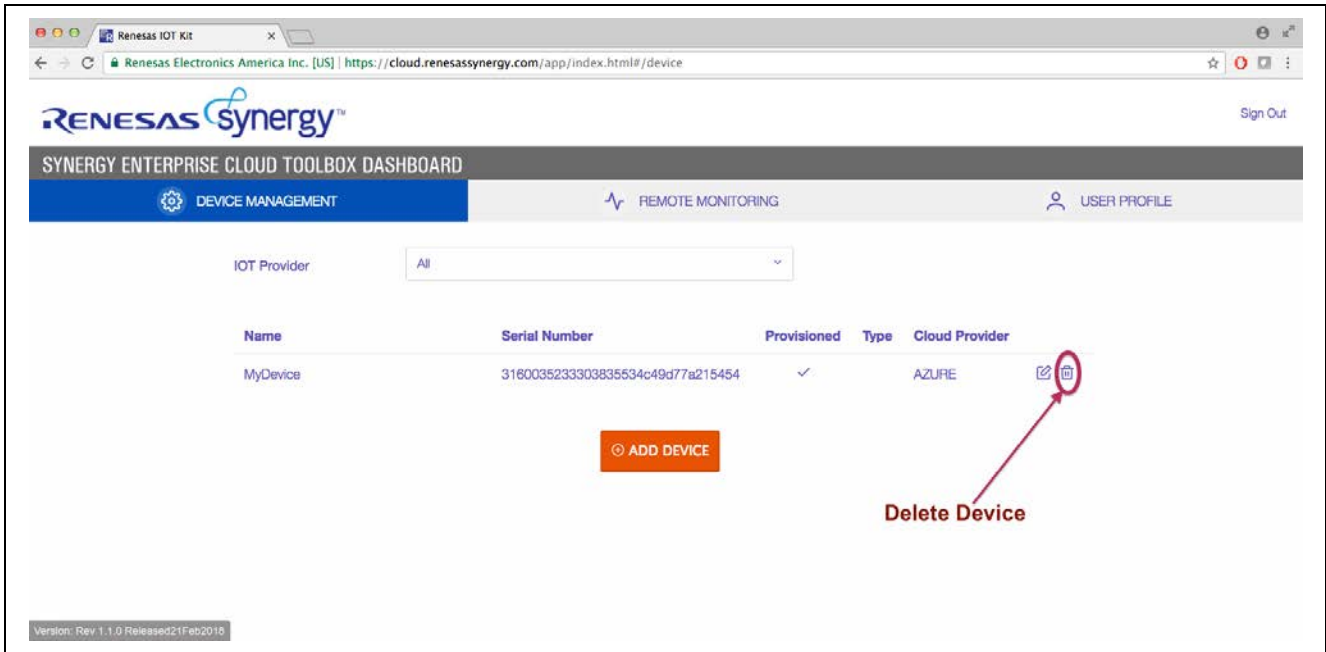 Renesas IOT Kit
Renesas Electronics America Inc. [US] | https://cloud.renesassynergy.com/app/index.html#/device
RENESAS synergy™
Sign Out
SYNERGY ENTERPRISE CLOUD TOOLBOX DASHBOARD
DEVICE MANAGEMENT REMOTE MONITORING USER PROFILE
IOT Provider All
Name Serial Number Provisioned Type Cloud Provider
MyDevice 3160035233303835534c49d77a215454 AZURE
ADD DEVICE
Delete Device
Version: Rev 1.1.0 Released21Feb2018